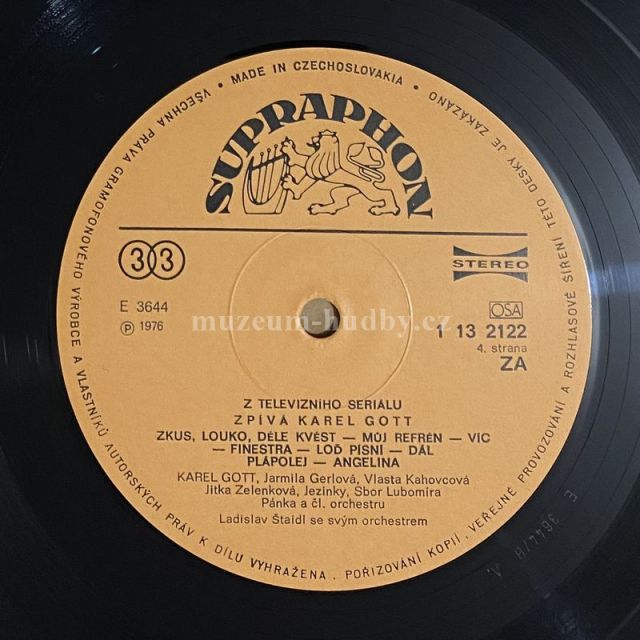 VŠECHNA PRÁVA GRAMOFONOVÉHO VÝROBCE A VLASTNÍKŮ AUTORSKÝCH PRÁV K DÍLU VYHRAŽENA. POŘIZOVÁNÍ KOPIÍ, VEŘEJNÉ PROVOZOVÁNÍ A ROZHLASOVÉ ŠÍŘENÍ TÉTO DESKY JE ZAKÁZÁNO • MADE IN CZECHOSLOVAKIA •
SUPRAPHON
33
STEREO
E 3644
Ⓟ 1976
OSA
1 13 2122
4. strana
ZA
muzeum-hudby.cz
Z TELEVIZNÍHO SERIÁLU
ZPÍVÁ KAREL GOTT
ZKUS, LOUKO, DÉLE KVÉST — MŮJ REFRÉN — VÍC
— FINESTRA — LOĎ PÍSNÍ — DÁL
PLÁPOLEJ — ANGELINA
KAREL GOTT, Jarmila Gerlová, Vlasta Kahovcová
Jitka Zelenková, Jezinky, Sbor Lubomíra
Pánka a čl. orchestru
Ladislav Štaidl se svým orchestrem